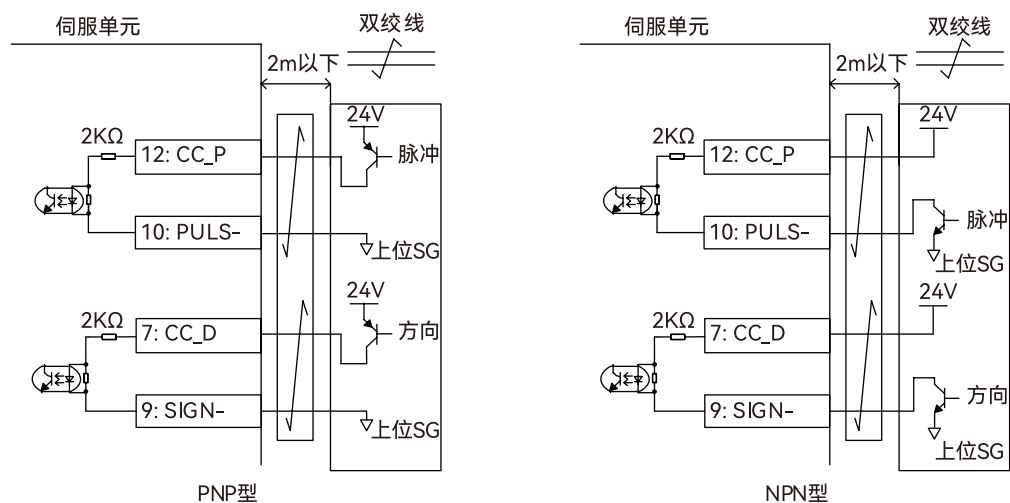 伺服单元
双绞线
2m以下
24V
2KΩ
12: CC_P
脉冲
10: PULS-
上位SG
24V
2KΩ
7: CC_D
方向
9: SIGN-
上位SG
PNP型
伺服单元
双绞线
2m以下
24V
2KΩ
12: CC_P
10: PULS-
脉冲
上位SG
24V
2KΩ
7: CC_D
方向
9: SIGN-
上位SG
NPN型